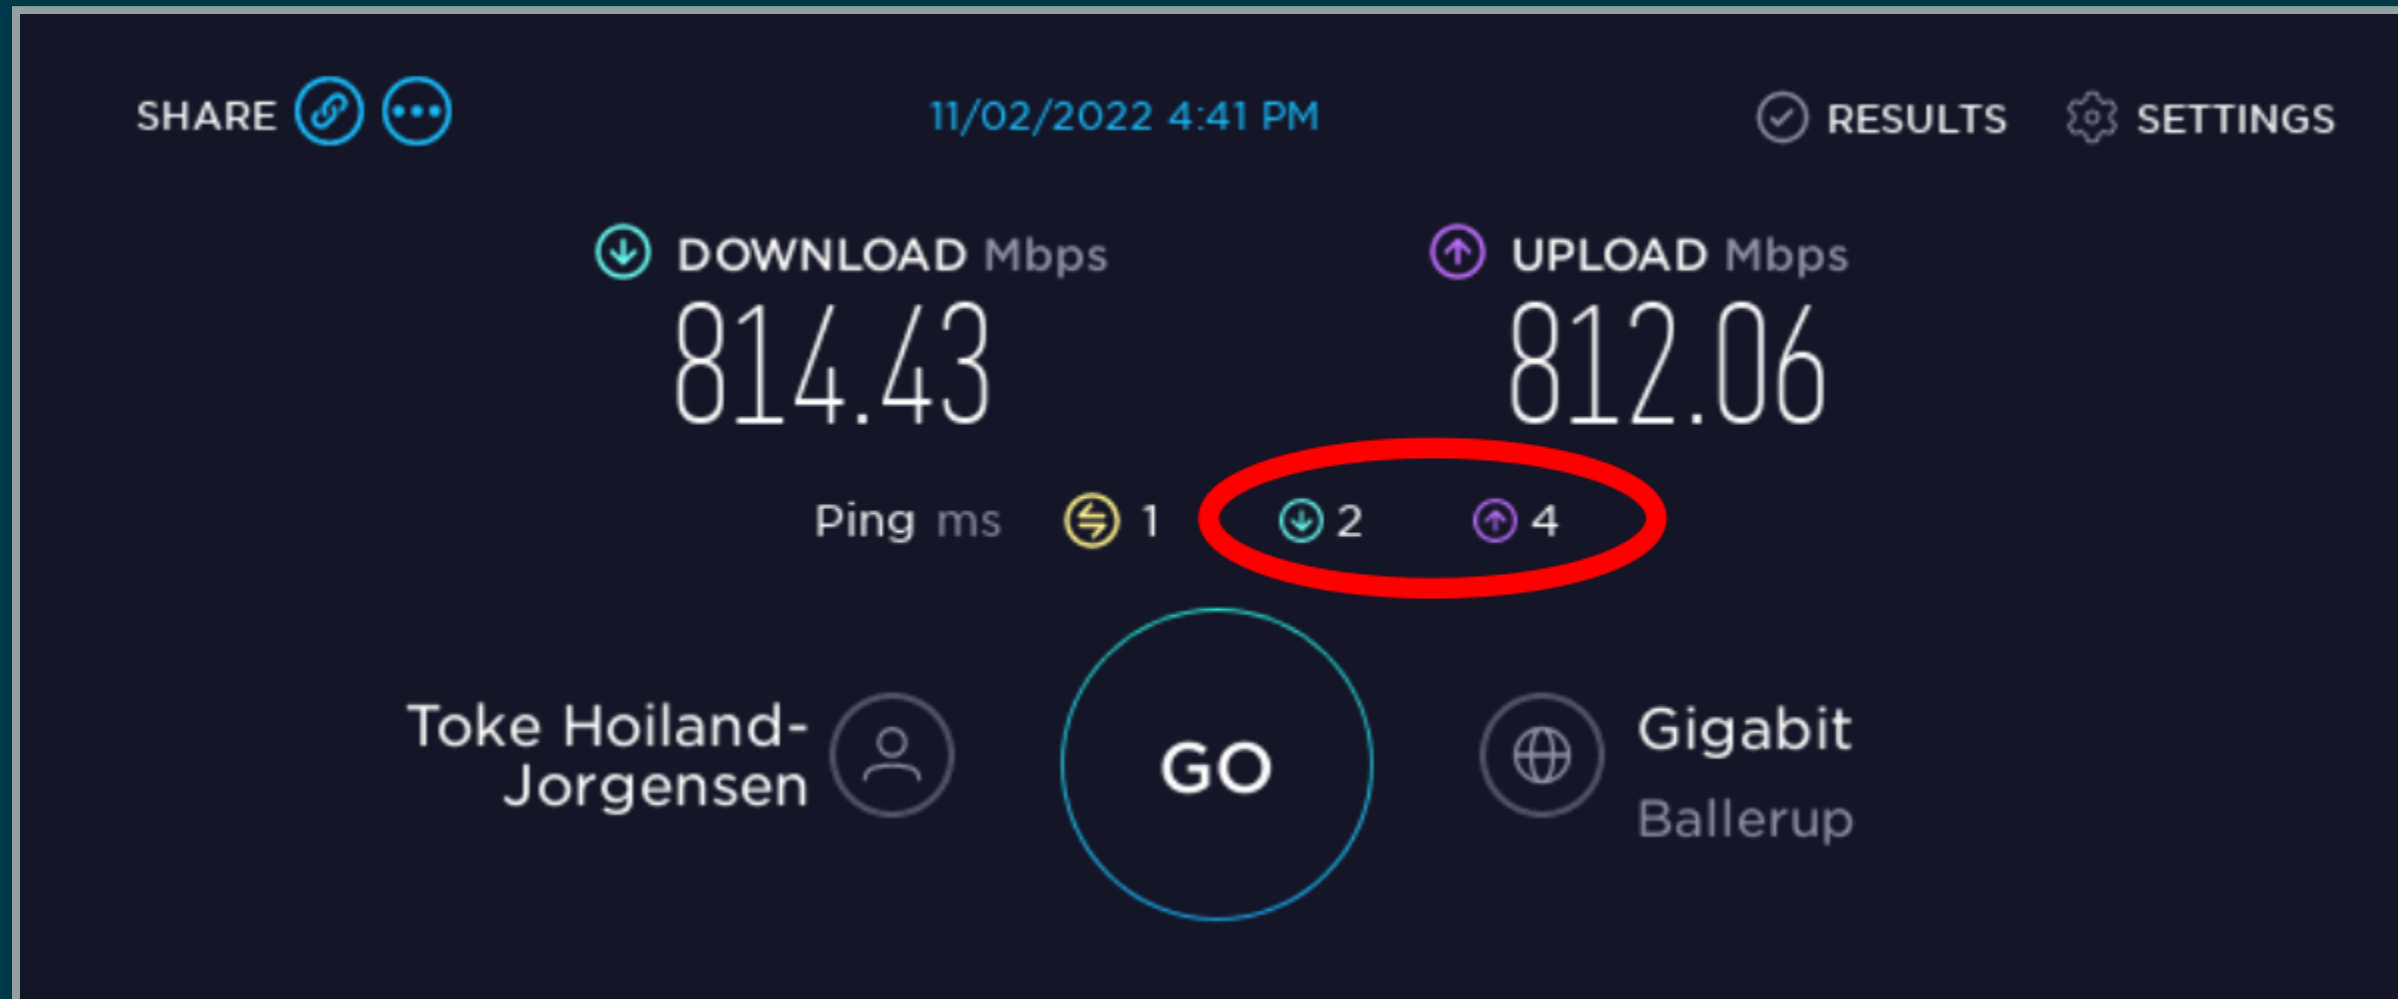 SHARE 11/02/2022 4:41 PM RESULTS SETTINGS
DOWNLOAD Mbps UPLOAD Mbps
814.43 812.06
Ping ms 1 2 4
Toke Hoiland-
Jorgensen
GO
Gigabit
Ballerup